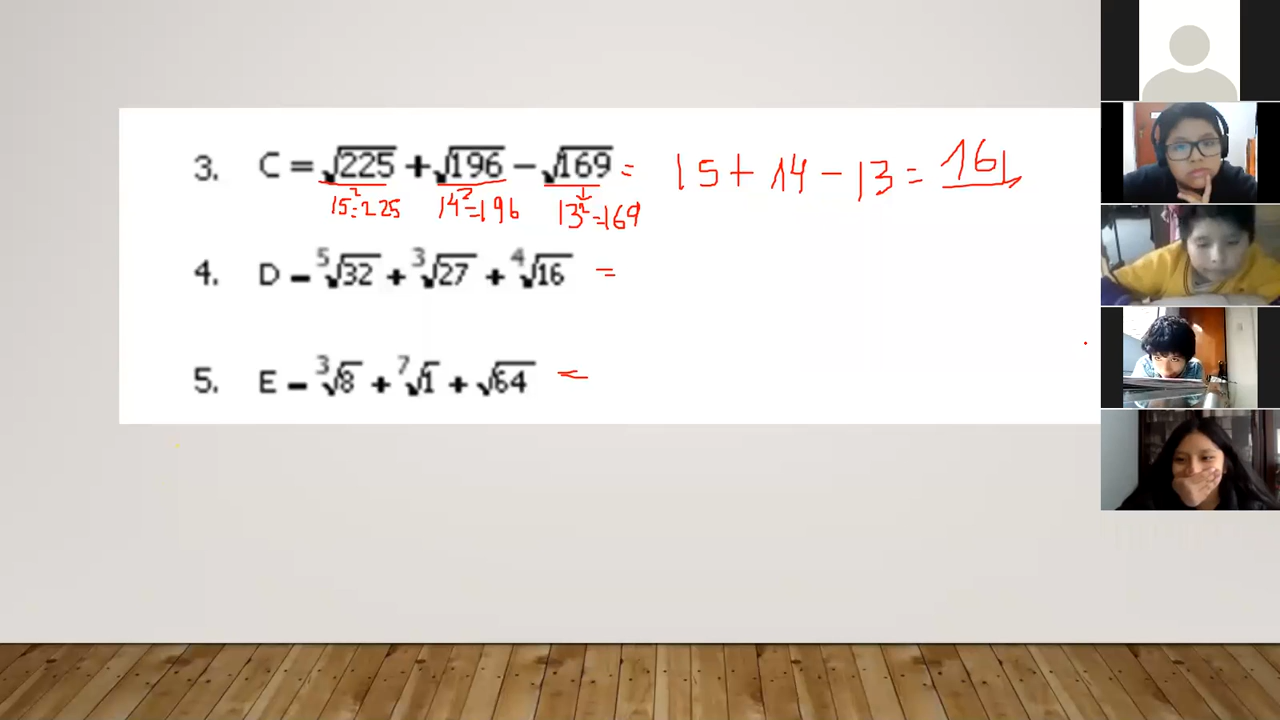 3. C = √225 + √196 − √169 = 15 + 14 − 13 = 16
15²=225 14²=196 13²=169
4. D = ⁵√32 + ³√27 + ⁴√16 =
5. E = ³√8 + ⁷√1 + √64 =